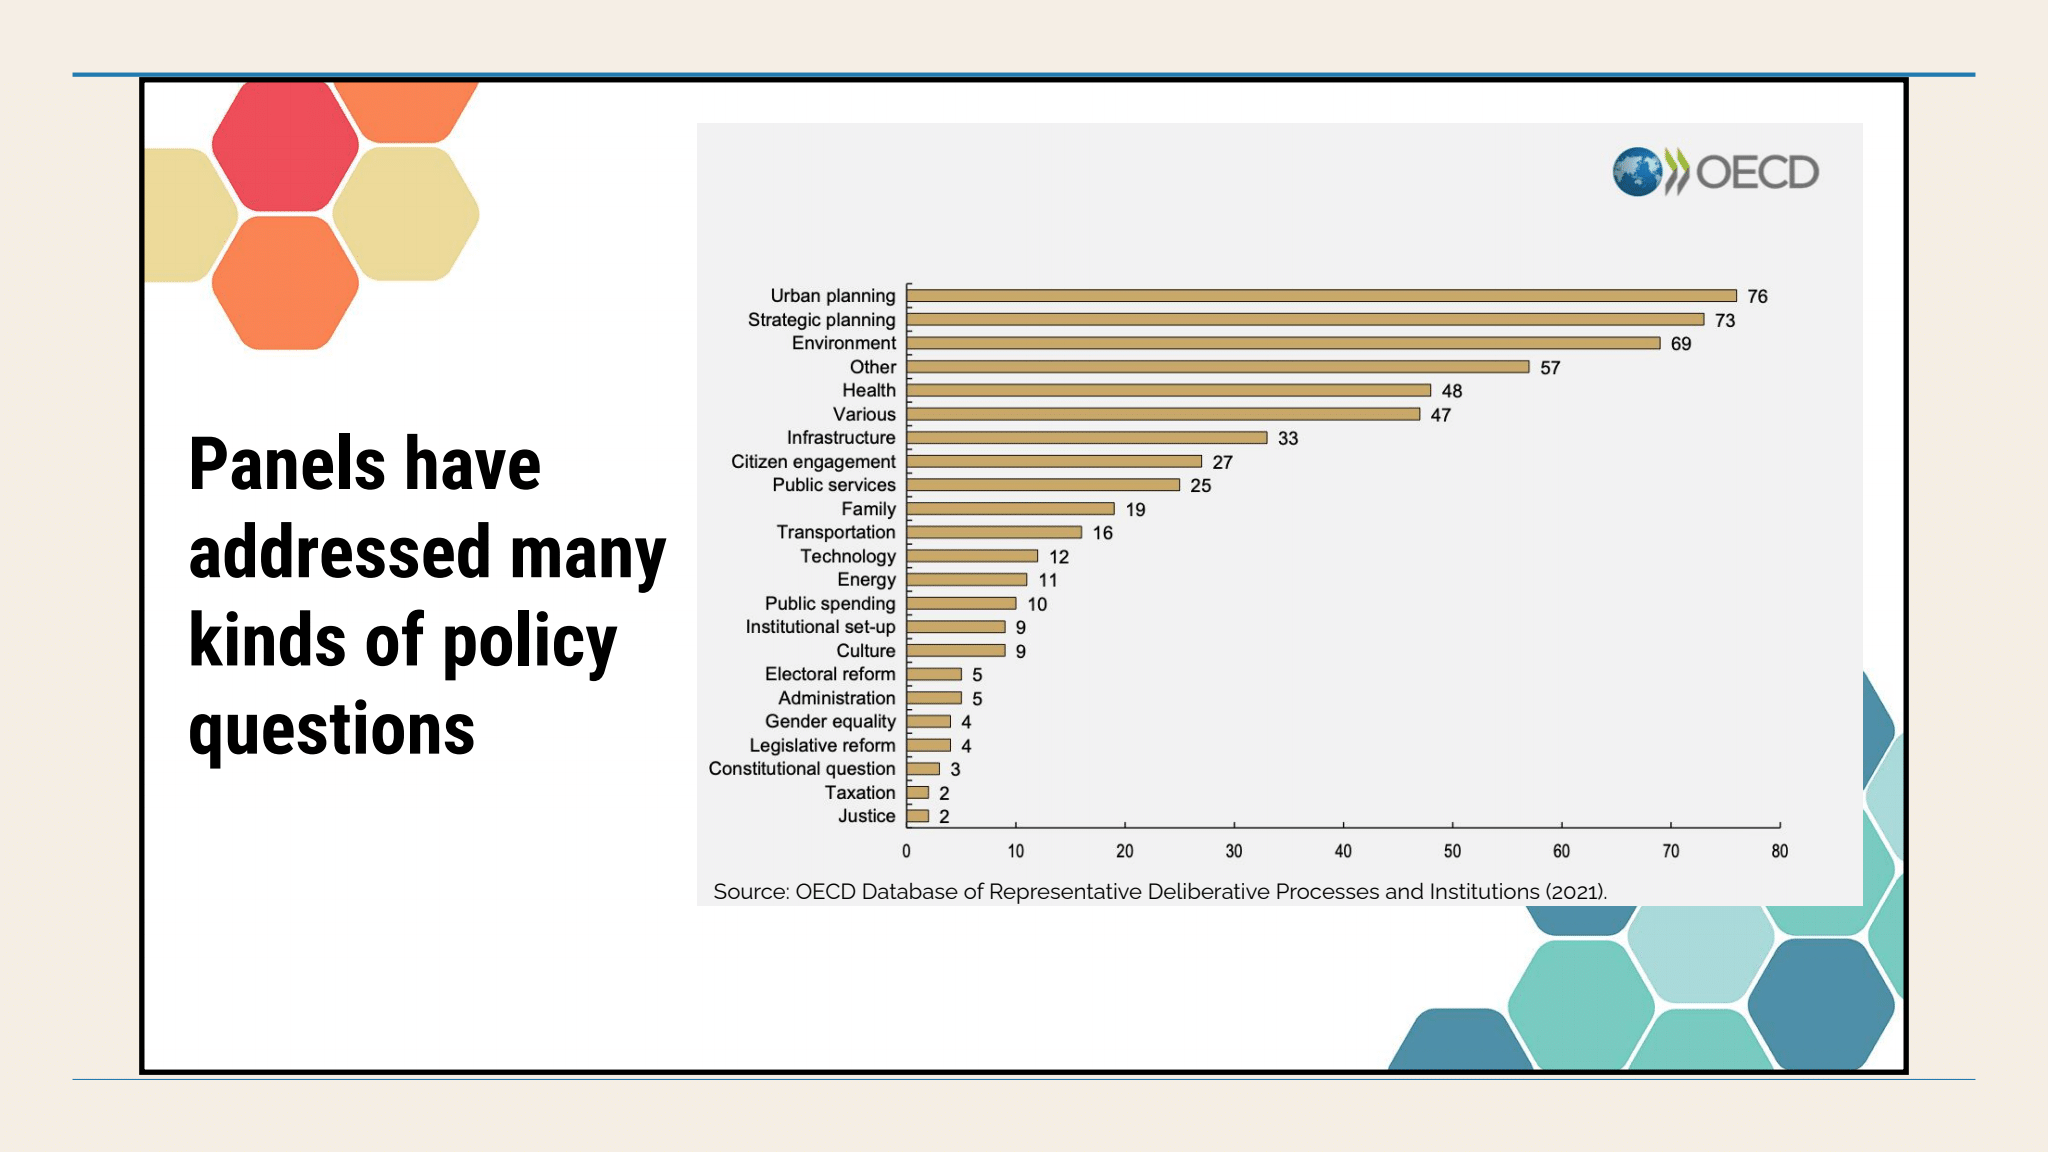 Panels have
addressed many
kinds of policy
questions
OECD
Urban planning 76
Strategic planning 73
Environment 69
Other 57
Health 48
Various 47
Infrastructure 33
Citizen engagement 27
Public services 25
Family 19
Transportation 16
Technology 12
Energy 11
Public spending 10
Institutional set-up 9
Culture 9
Electoral reform 5
Administration 5
Gender equality 4
Legislative reform 4
Constitutional question 3
Taxation 2
Justice 2
0 10 20 30 40 50 60 70 80
Source: OECD Database of Representative Deliberative Processes and Institutions (2021).